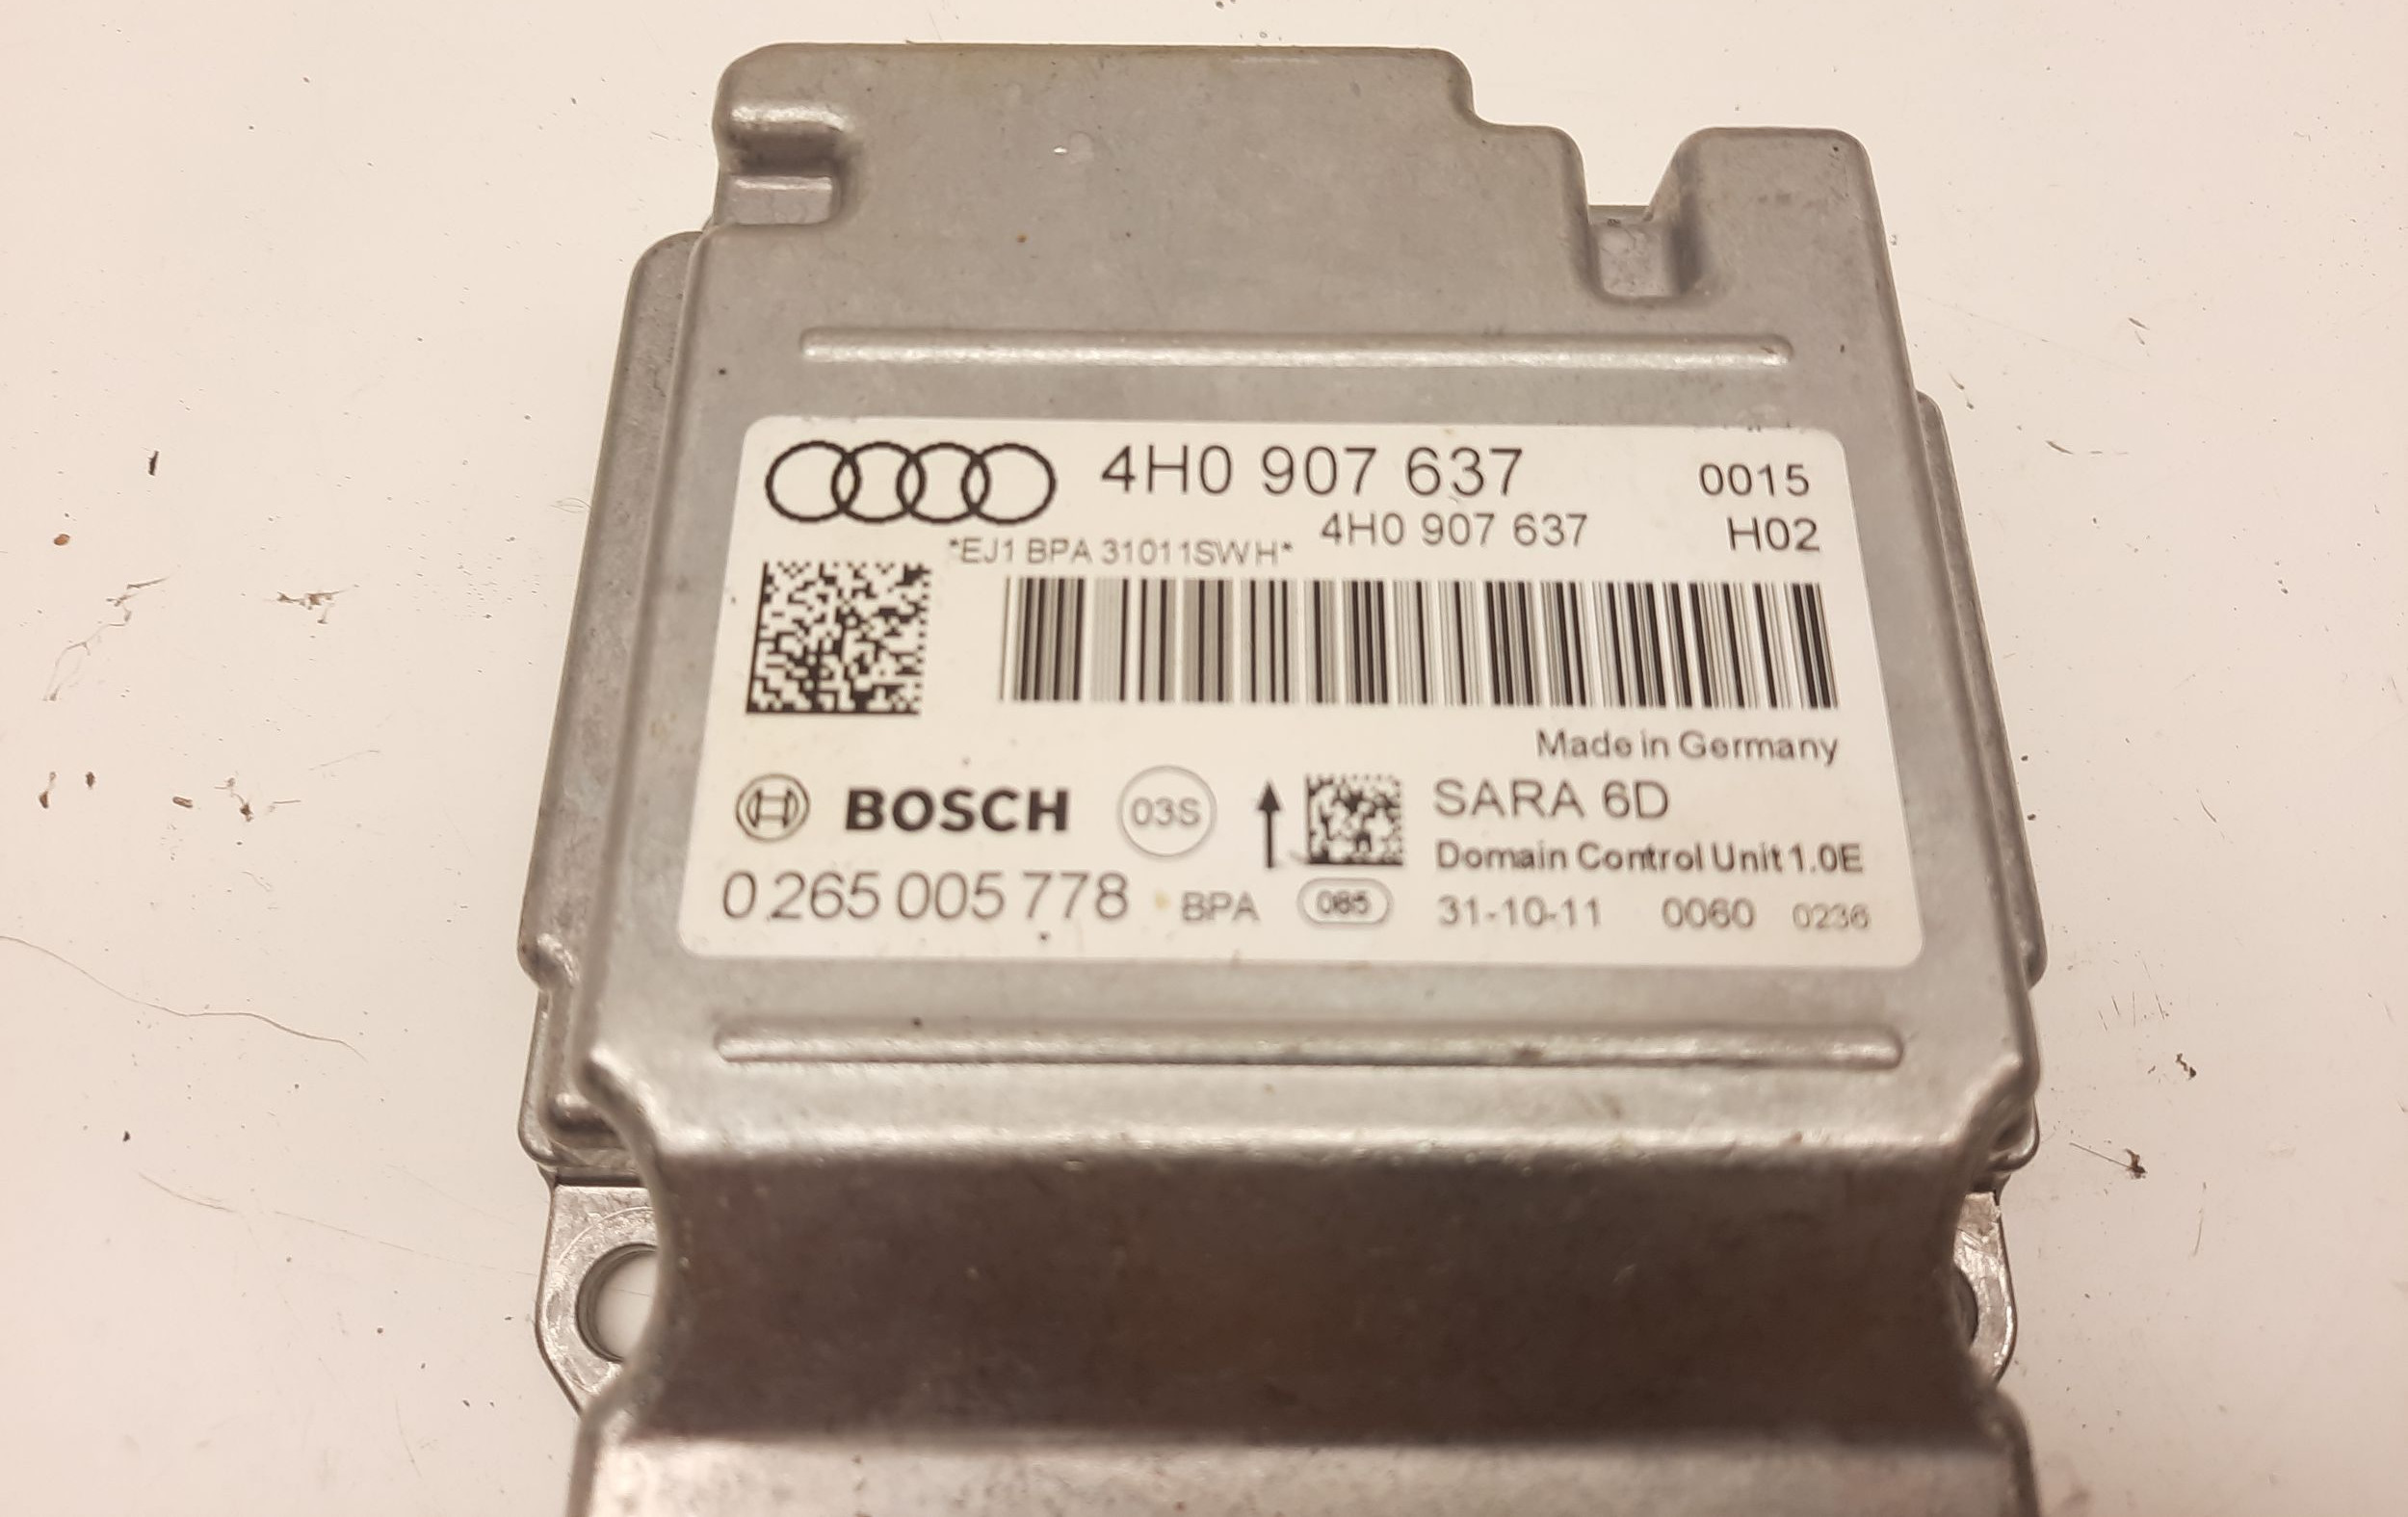 4H0 907 637 0015
4H0 907 637 H02
*EJ1 BPA 31011SWH*
Made in Germany
BOSCH 03S SARA 6D
Domain Control Unit 1.0E
0 265 005 778 BPA 065 31-10-11 0060 0236